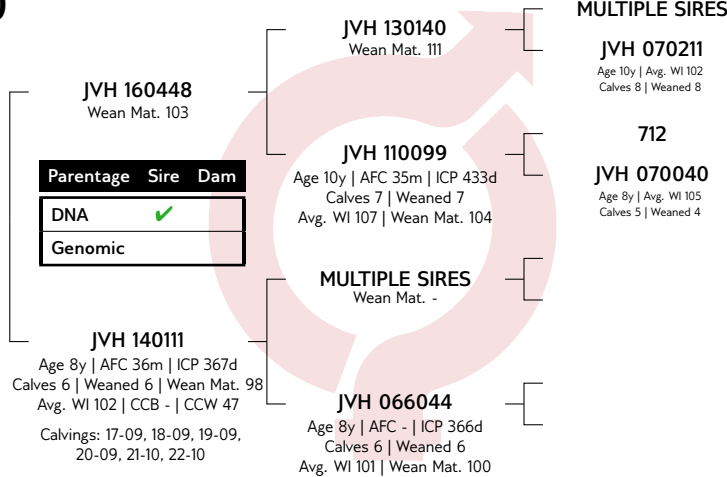 JVH 160448
Wean Mat. 103
Parentage Sire Dam
DNA ✔
Genomic
JVH 140111
Age 8y | AFC 36m | ICP 367d
Calves 6 | Weaned 6 | Wean Mat. 98
Avg. WI 102 | CCB - | CCW 47
Calvings: 17-09, 18-09, 19-09,
20-09, 21-10, 22-10
JVH 130140
Wean Mat. 111
JVH 110099
Age 10y | AFC 35m | ICP 433d
Calves 7 | Weaned 7
Avg. WI 107 | Wean Mat. 104
MULTIPLE SIRES
Wean Mat. -
JVH 066044
Age 8y | AFC - | ICP 366d
Calves 6 | Weaned 6
Avg. WI 101 | Wean Mat. 100
MULTIPLE SIRES
JVH 070211
Age 10y | Avg. WI 102
Calves 8 | Weaned 8
712
JVH 070040
Age 8y | Avg. WI 105
Calves 5 | Weaned 4